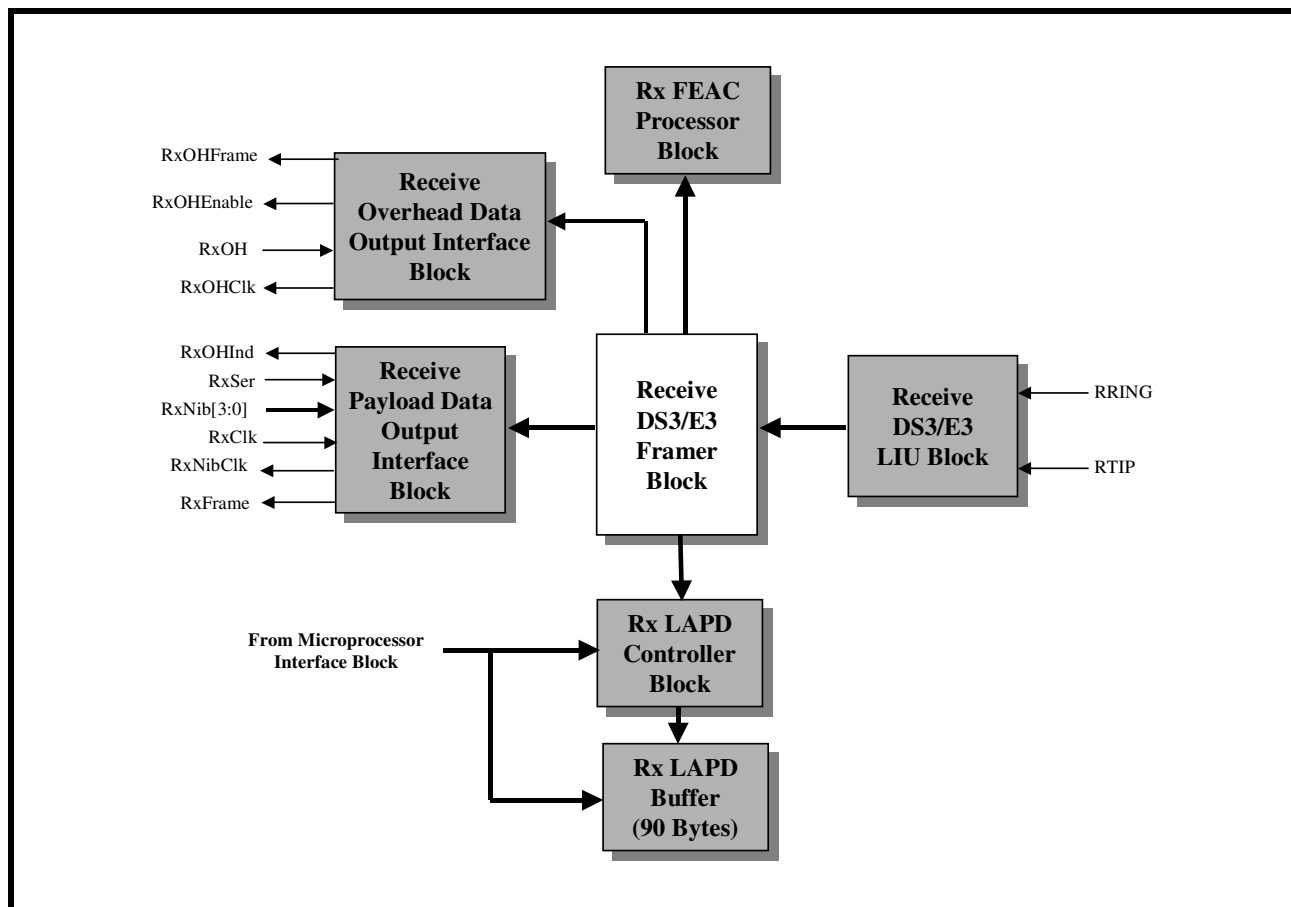 Rx FEAC
Processor
Block
RxOHFrame
RxOHEnable
RxOH
RxOHClk
Receive
Overhead Data
Output Interface
Block
RxOHInd
RxSer
RxNib[3:0]
RxClk
RxNibClk
RxFrame
Receive
Payload Data
Output
Interface
Block
Receive
DS3/E3
Framer
Block
Receive
DS3/E3
LIU Block
RRING
RTIP
From Microprocessor
Interface Block
Rx LAPD
Controller
Block
Rx LAPD
Buffer
(90 Bytes)